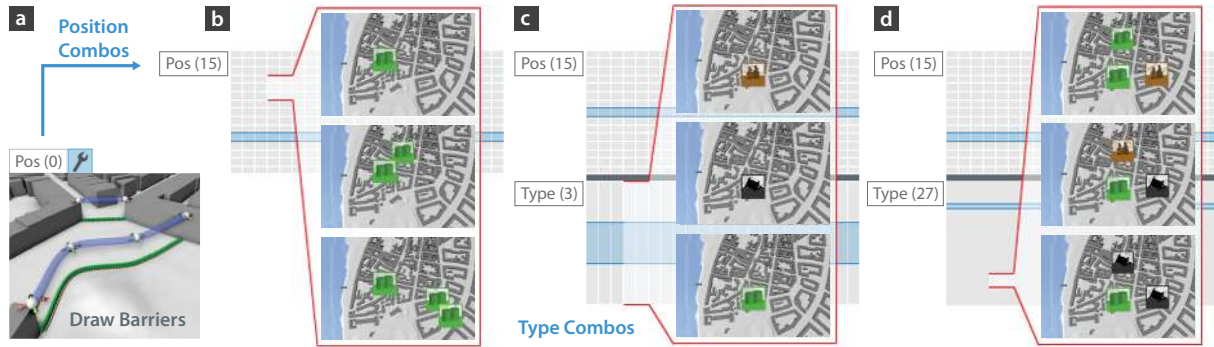 a
Position
Combos
Pos (0)
Draw Barriers
b
Pos (15)
c
Pos (15)
Type (3)
Type Combos
d
Pos (15)
Type (27)